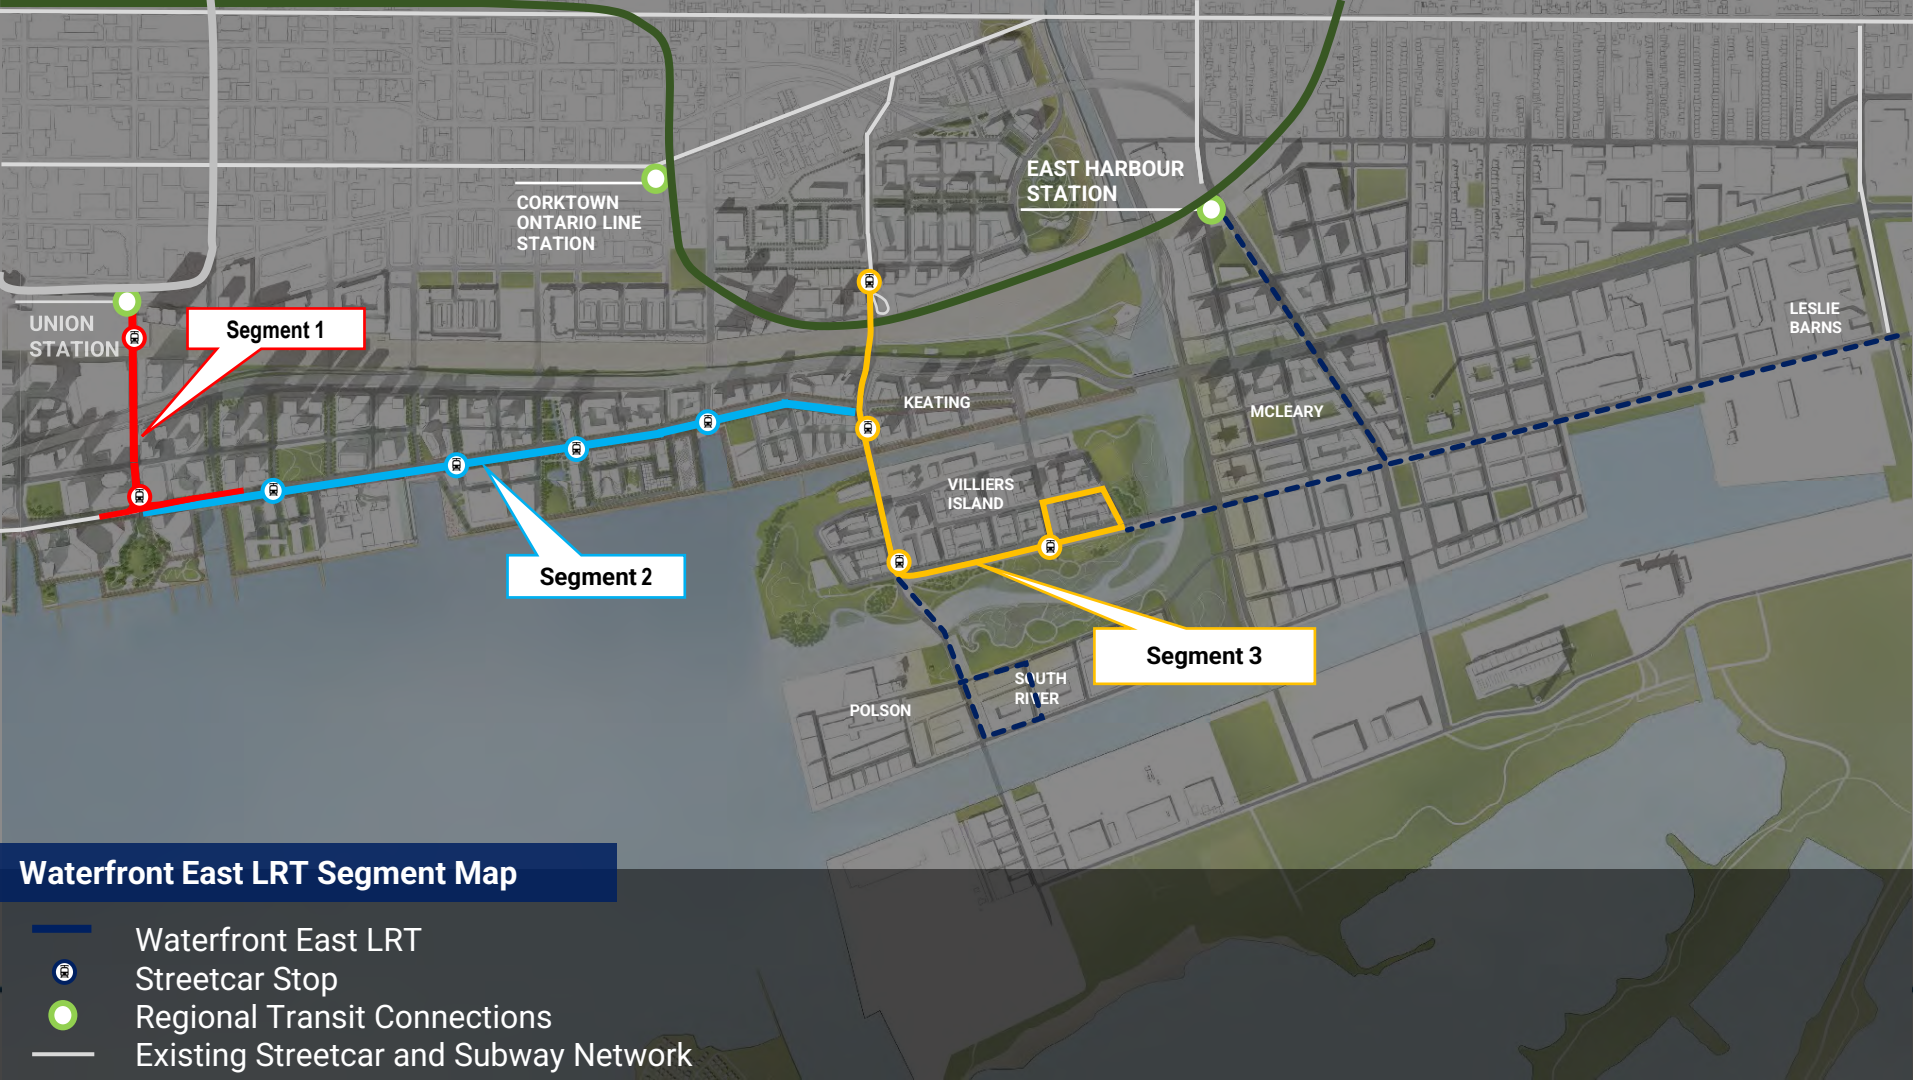 EAST HARBOUR
STATION
CORKTOWN
ONTARIO LINE
STATION
UNION
STATION
Segment 1
LESLIE
BARNS
KEATING
MCLEARY
VILLIERS
ISLAND
Segment 2
Segment 3
SOUTH
RIVER
POLSON
Waterfront East LRT Segment Map
Waterfront East LRT
Streetcar Stop
Regional Transit Connections
Existing Streetcar and Subway Network